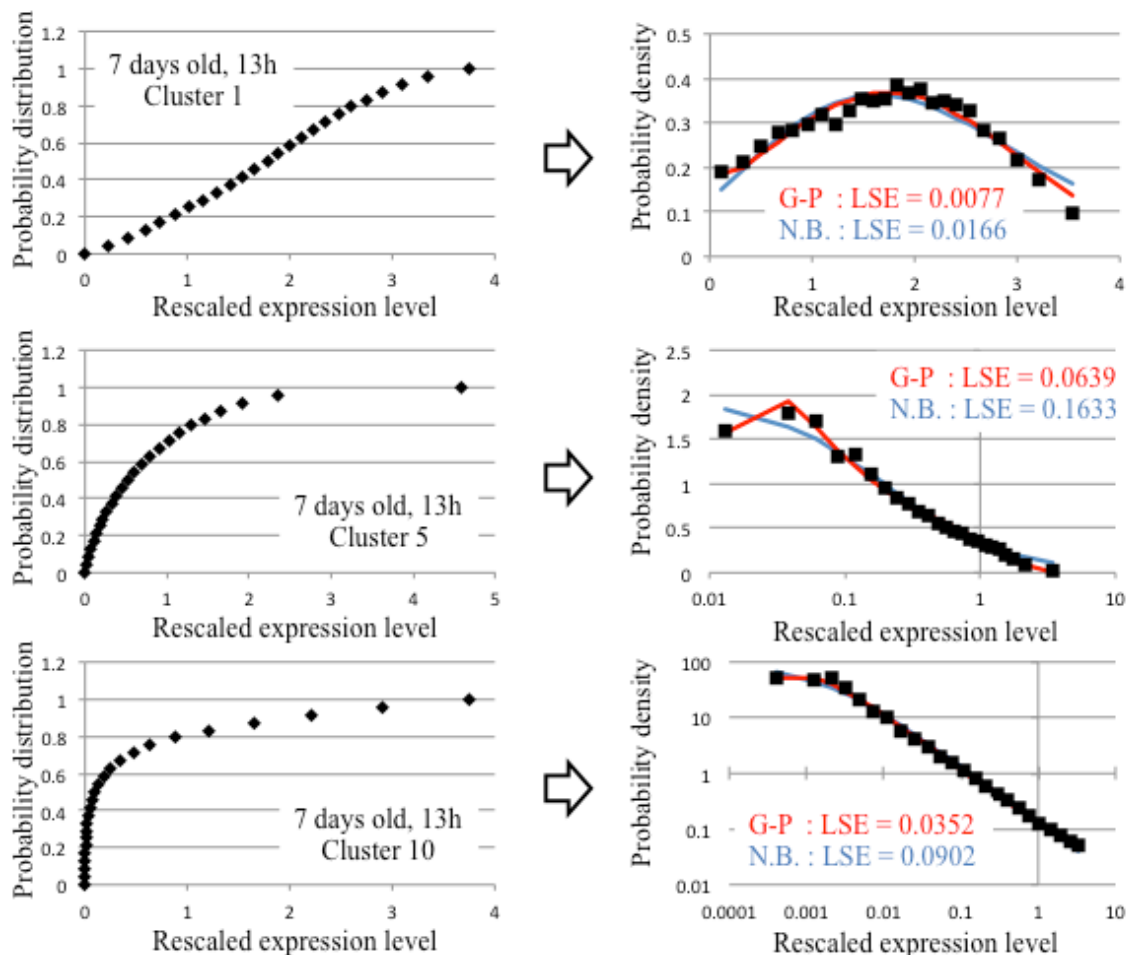 Probability distribution
1.2
1
0.8
0.6
0.4
0.2
0
7 days old, 13h
Cluster 1
0 1 2 3 4
Rescaled expression level
Probability density
0.5
0.4
0.3
0.2
0.1
0
G-P : LSE = 0.0077
N.B. : LSE = 0.0166
0 1 2 3 4
Rescaled expression level
Probability distribution
1.2
1
0.8
0.6
0.4
0.2
0
7 days old, 13h
Cluster 5
0 1 2 3 4 5
Rescaled expression level
Probability density
2.5
2
1.5
1
0.5
0
G-P : LSE = 0.0639
N.B. : LSE = 0.1633
0.01 0.1 1 10
Rescaled expression level
Probability distribution
1.2
1
0.8
0.6
0.4
0.2
0
7 days old, 13h
Cluster 10
0 1 2 3 4
Rescaled expression level
Probability density
100
10
1
0.1
0.01
G-P : LSE = 0.0352
N.B. : LSE = 0.0902
0.0001 0.001 0.01 0.1 1 10
Rescaled expression level